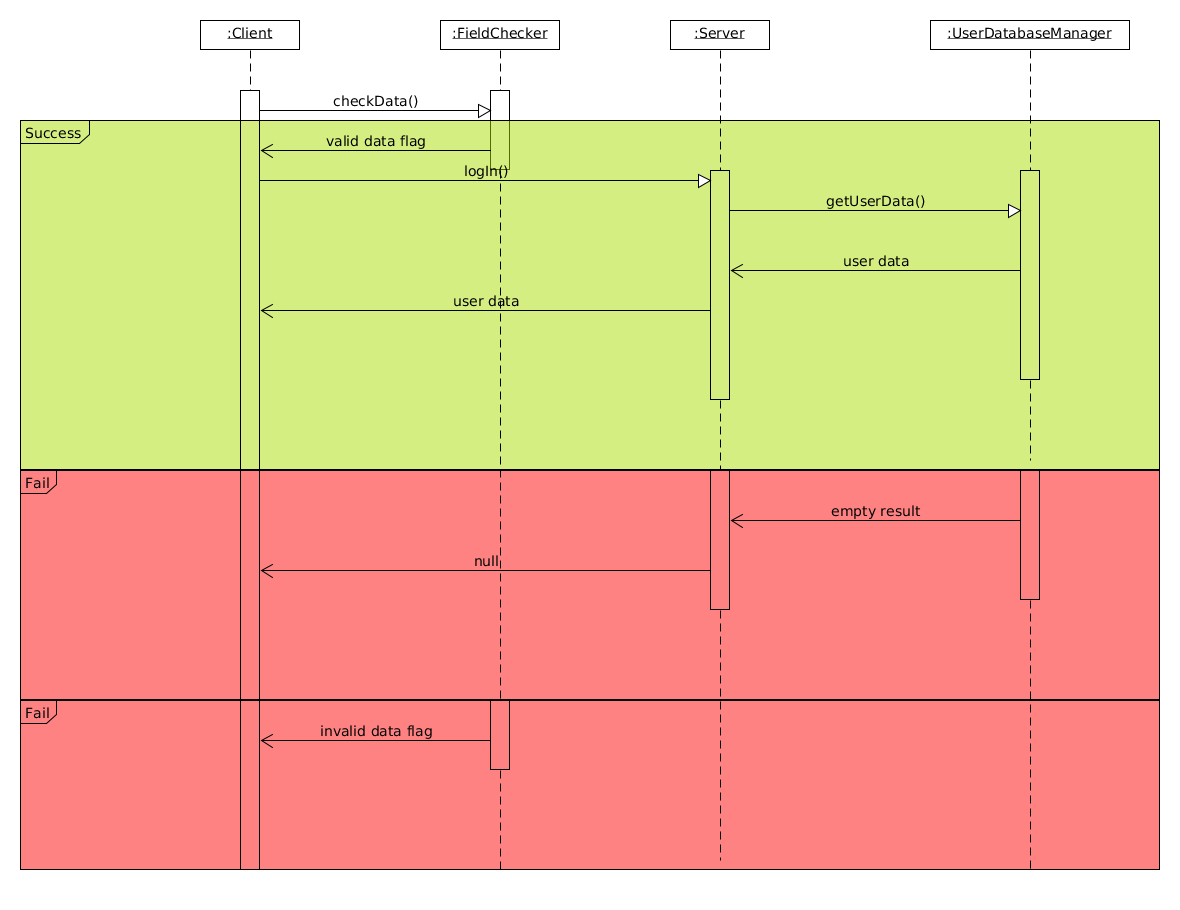 :Client
:FieldChecker
:Server
:UserDatabaseManager
checkData()
Success
valid data flag
logIn()
getUserData()
user data
user data
Fail
empty result
null
Fail
invalid data flag